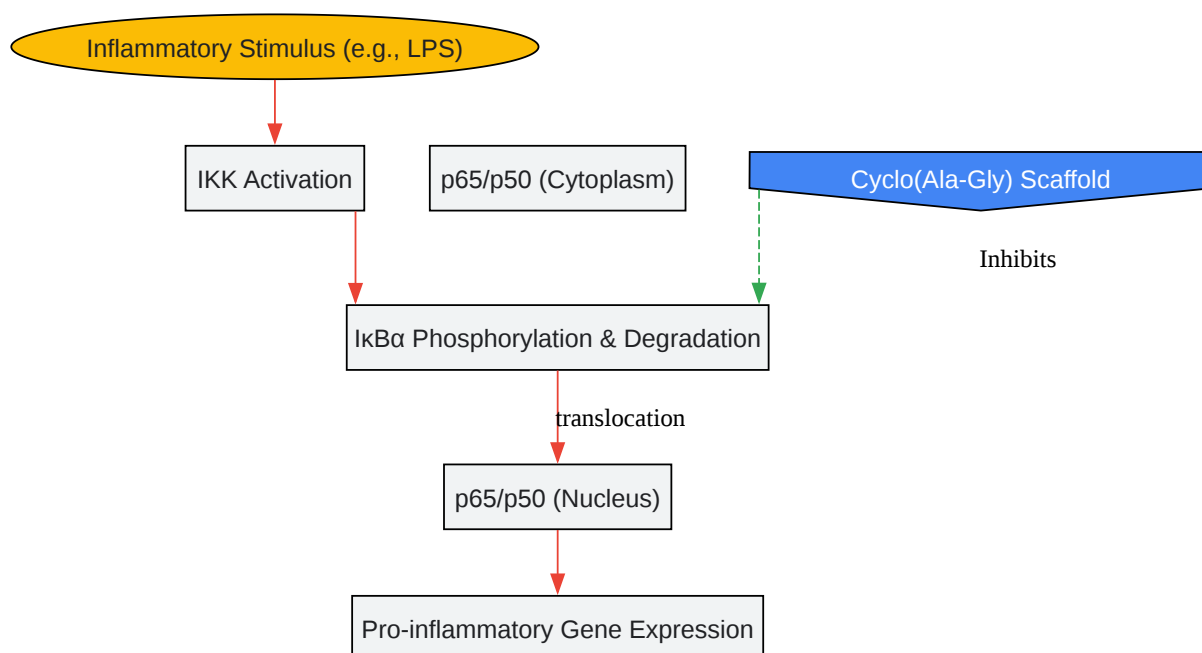 Inflammatory Stimulus (e.g., LPS)
IKK Activation
p65/p50 (Cytoplasm)
Cyclo(Ala-Gly) Scaffold
Inhibits
IκBα Phosphorylation & Degradation
translocation
p65/p50 (Nucleus)
Pro-inflammatory Gene Expression